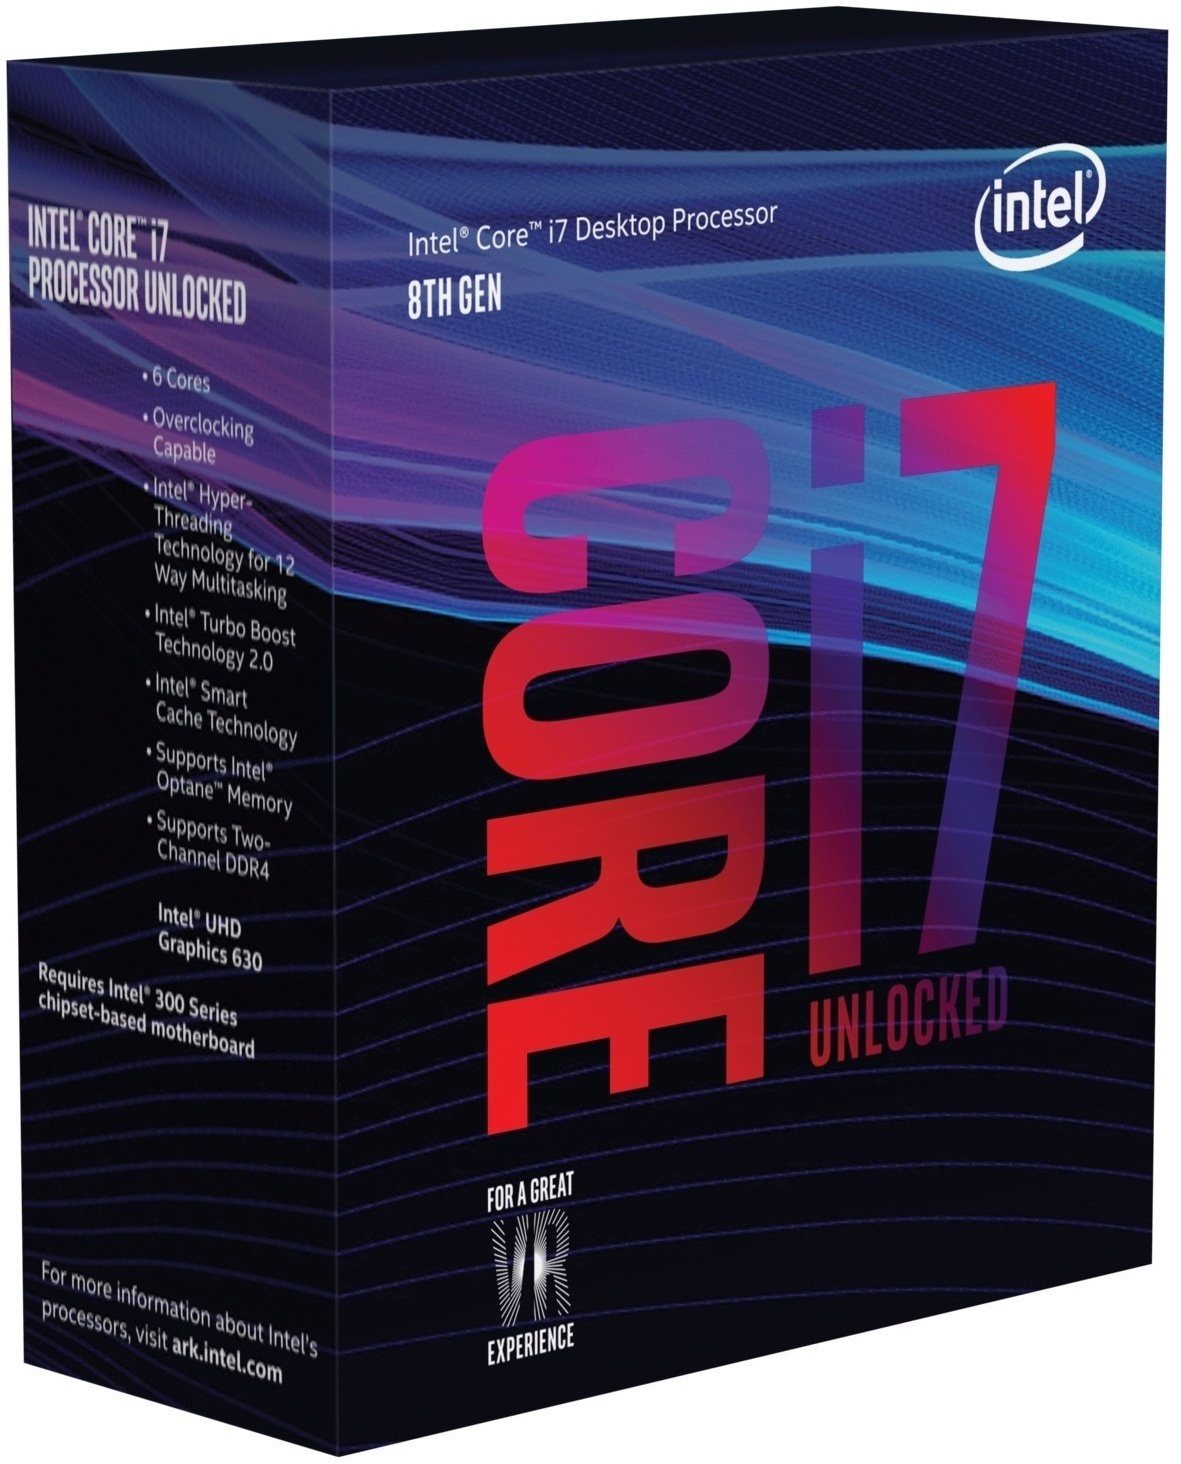 INTEL® CORE™ i7
PROCESSOR UNLOCKED
• 6 Cores
• Overclocking
Capable
• Intel® Hyper-
Threading
Technology for 12
Way Multitasking
• Intel® Turbo Boost
Technology 2.0
• Intel® Smart
Cache Technology
• Supports Intel®
Optane™ Memory
• Supports Two-
Channel DDR4
Intel® UHD
Graphics 630
Requires Intel® 300 Series
chipset-based motherboard
For more information about Intel's
processors, visit ark.intel.com
intel®
Intel® Core™ i7 Desktop Processor
8TH GEN
CORE
i7
UNLOCKED
FOR A GREAT
VR
EXPERIENCE